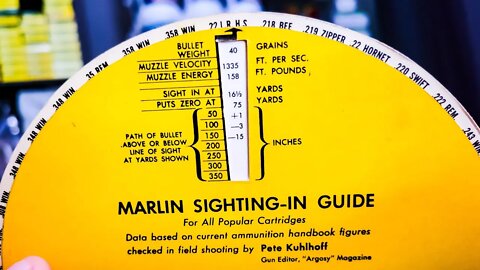 358 WIN
348 WIN
348 WIN
35 REM
358 WIN
22 L R H S
218 BEE
219 ZIPPER
22 HORNET
220 SWIFT
222 REM
243 WIN
BULLET WEIGHT 40 GRAINS
MUZZLE VELOCITY 1335 FT. PER SEC.
MUZZLE ENERGY 158 FT. POUNDS
SIGHT IN AT 16½ YARDS
PUTS ZERO AT 75 YARDS
PATH OF BULLET
ABOVE OR BELOW
LINE OF SIGHT
AT YARDS SHOWN
50 +1
100 —3
150 —15
200
250
300
350
INCHES
MARLIN SIGHTING-IN GUIDE
For All Popular Cartridges
Data based on current ammunition handbook figures
checked in field shooting by Pete Kuhlhoff
Gun Editor, "Argosy" Magazine